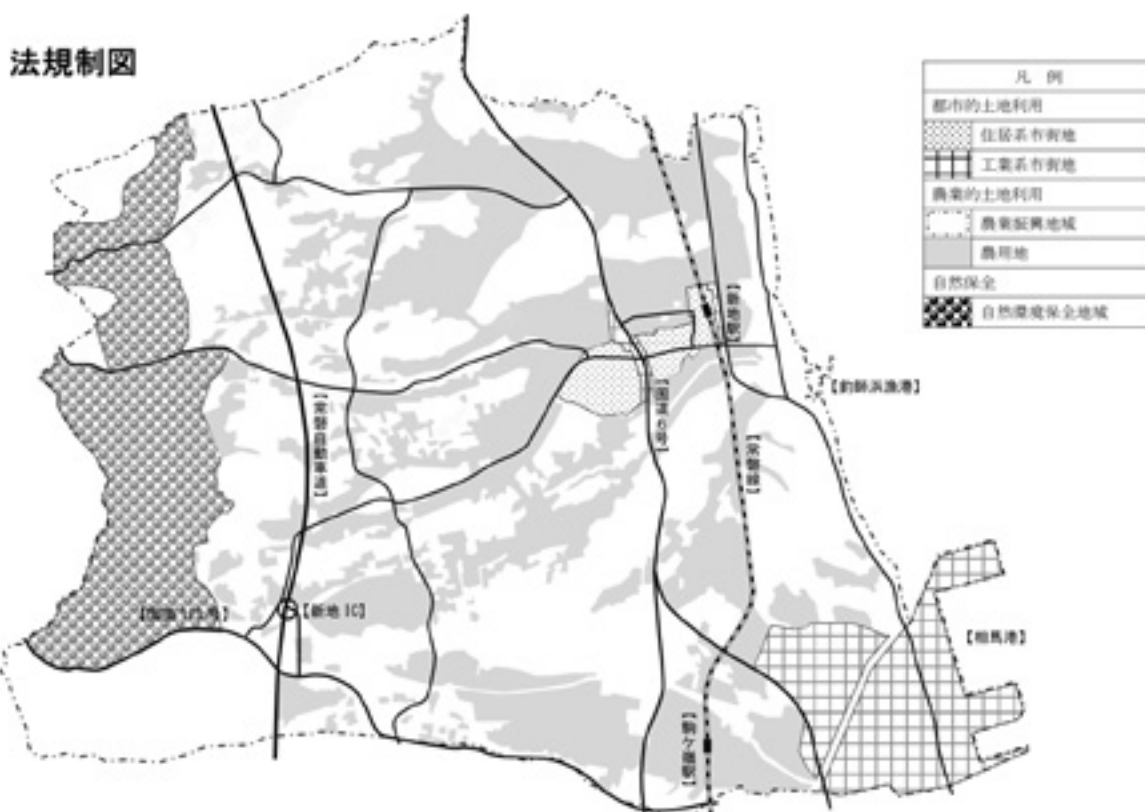 法規制図
凡 例
都市的土地利用
住居系市街地
工業系市街地
農業的土地利用
農業振興地域
農用地
自然保全
自然環境保全地域
【新地駅】
【釣師浜漁港】
【国道6号】
【常磐自動車道】
【常磐線】
【新地IC】
【相馬港】
【駒ケ嶺駅】